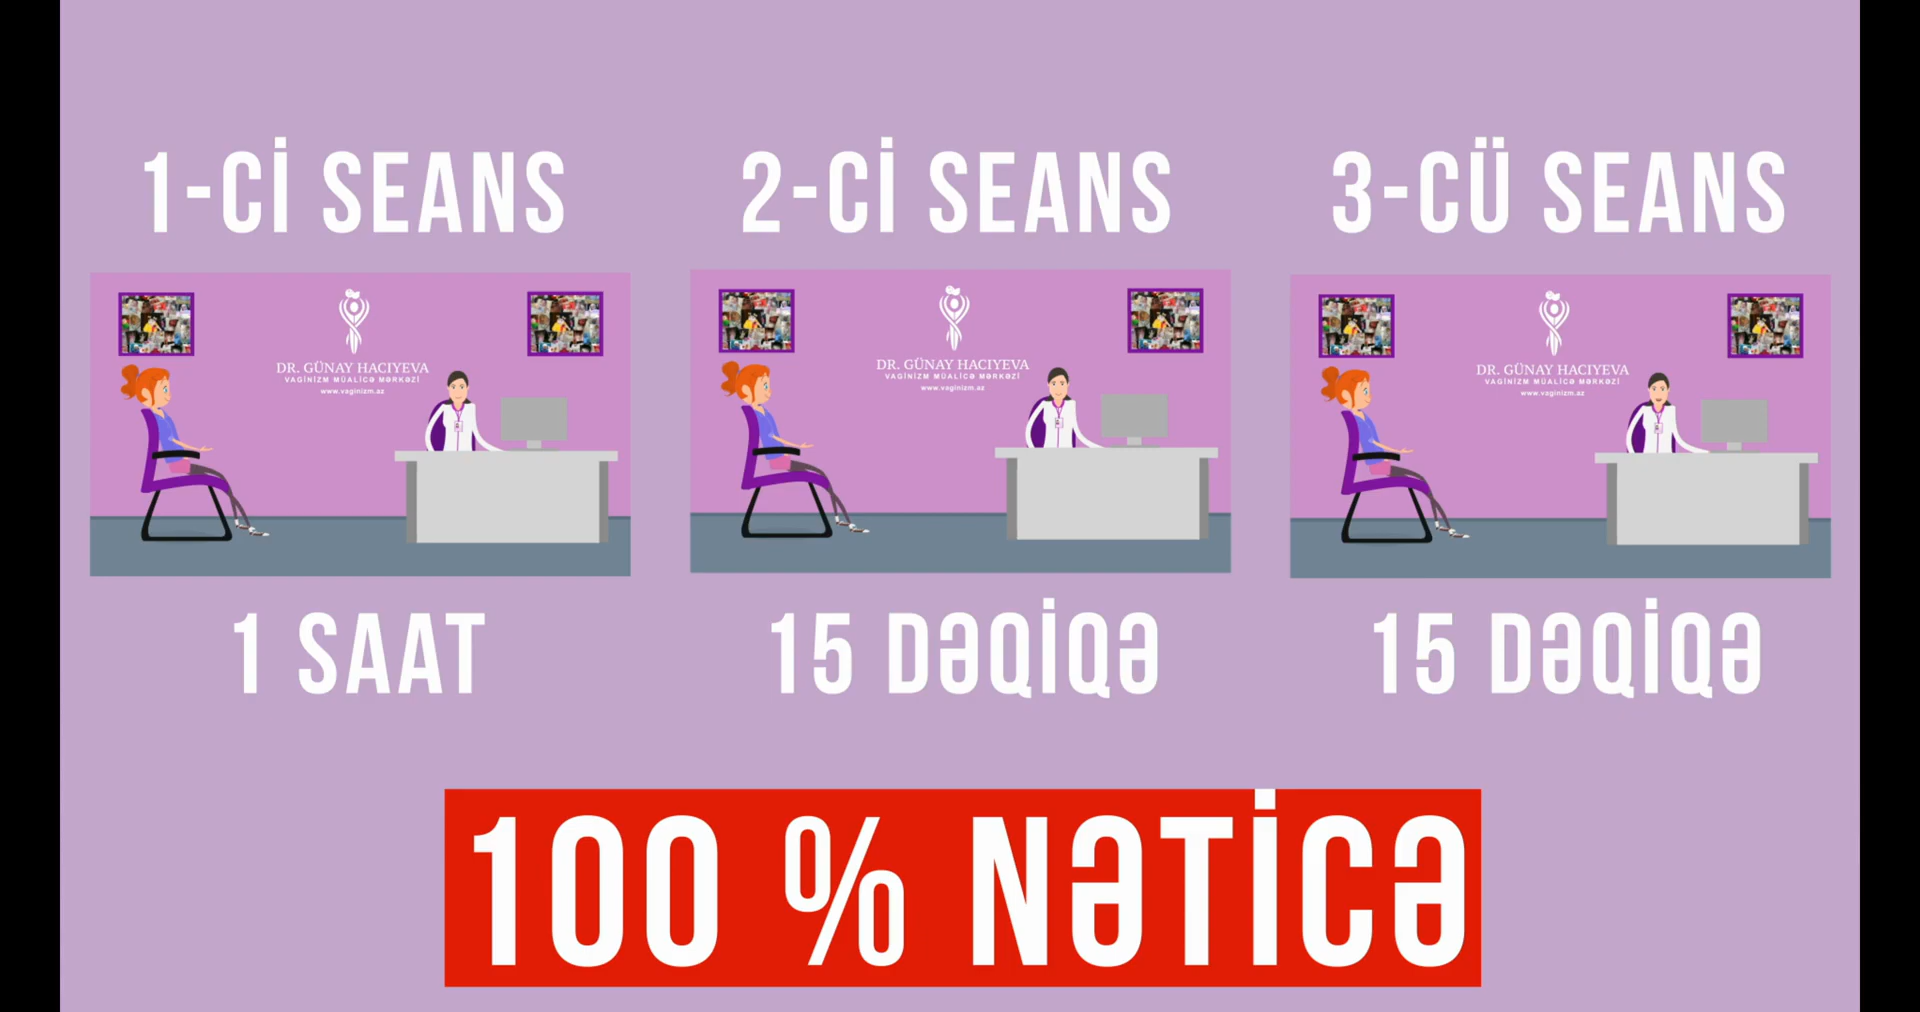 1-Cİ SEANS
2-Cİ SEANS
3-CÜ SEANS
DR. GÜNAY HACIYEVA
VAGİNİZM MÜALİCƏ MƏRKƏZİ
www.vaginizm.az
DR. GÜNAY HACIYEVA
VAGİNİZM MÜALİCƏ MƏRKƏZİ
www.vaginizm.az
DR. GÜNAY HACIYEVA
VAGİNİZM MÜALİCƏ MƏRKƏZİ
www.vaginizm.az
1 SAAT
15 DƏQİQƏ
15 DƏQİQƏ
100 % NƏTİCƏ